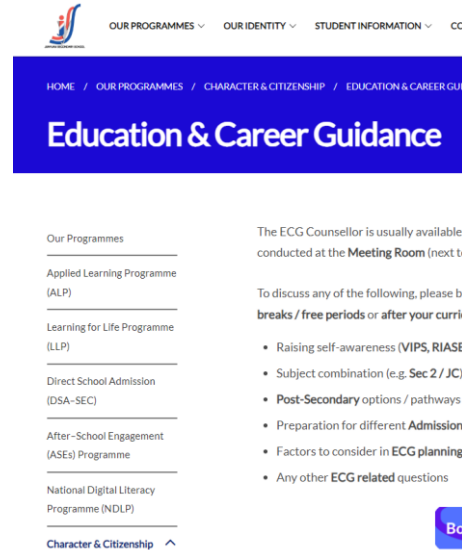 OUR PROGRAMMES
OUR IDENTITY
STUDENT INFORMATION
HOME / OUR PROGRAMMES / CHARACTER & CITIZENSHIP / EDUCATION & CAREER
Education & Career Guidance
Our Programmes
Applied Learning Programme
(ALP)
Learning for Life Programme
(LLP)
Direct School Admission
(DSA-SEC)
After-School Engagement
(ASEs) Programme
National Digital Literacy
Programme (NDLP)
Character & Citizenship
The ECG Counsellor is usually available
conducted at the Meeting Room (next
To discuss any of the following, please
breaks / free periods or after your
• Raising self-awareness (VIPS,
• Subject combination (e.g. Sec 2 / JC)
• Post-Secondary options / pathways
• Preparation for different Admission
• Factors to consider in ECG planning
• Any other ECG related questions